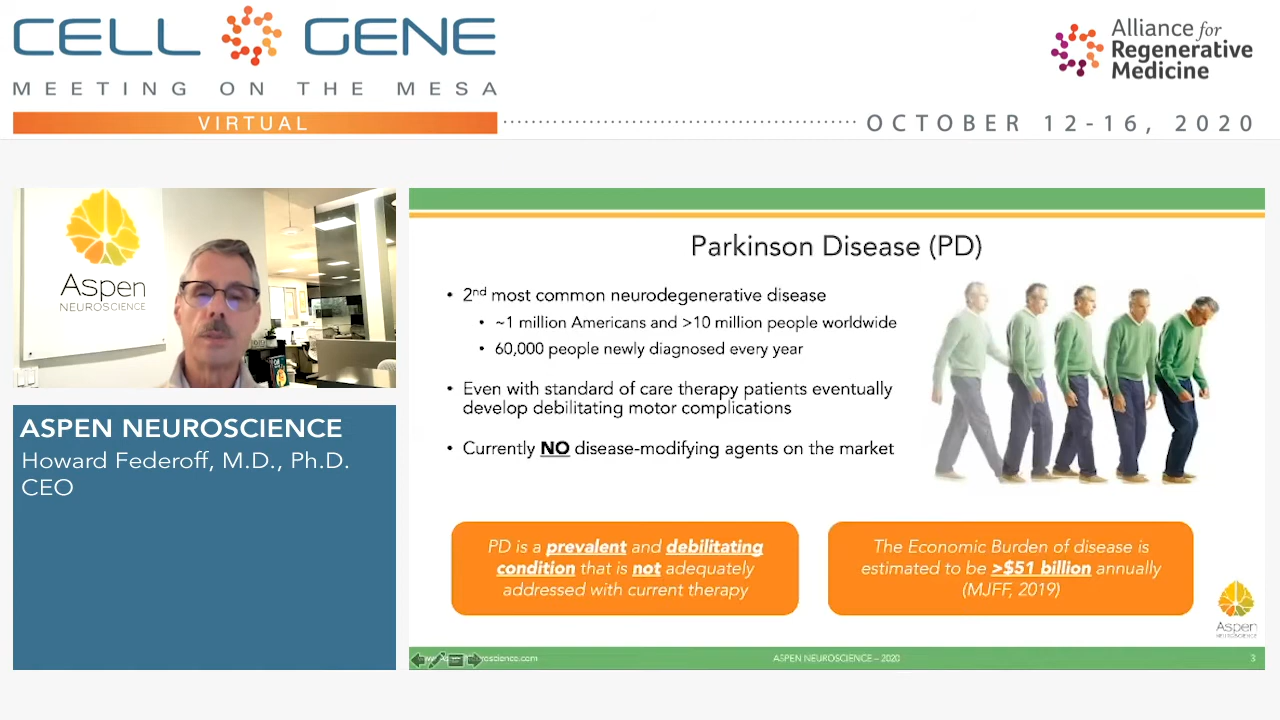 CELL GENE
MEETING ON THE MESA
VIRTUAL
Alliance for
Regenerative
Medicine
OCTOBER 12-16, 2020
Aspen
NEUROSCIENCE
ASPEN NEUROSCIENCE
Howard Federoff, M.D., Ph.D.
CEO
Parkinson Disease (PD)
• 2nd most common neurodegenerative disease
• ~1 million Americans and >10 million people worldwide
• 60,000 people newly diagnosed every year
• Even with standard of care therapy patients eventually
develop debilitating motor complications
• Currently NO disease-modifying agents on the market
PD is a prevalent and debilitating
condition that is not adequately
addressed with current therapy
The Economic Burden of disease is
estimated to be >$51 billion annually
(MJFF, 2019)
Aspen
NEUROSCIENCE
ASPEN NEUROSCIENCE – 2020
3